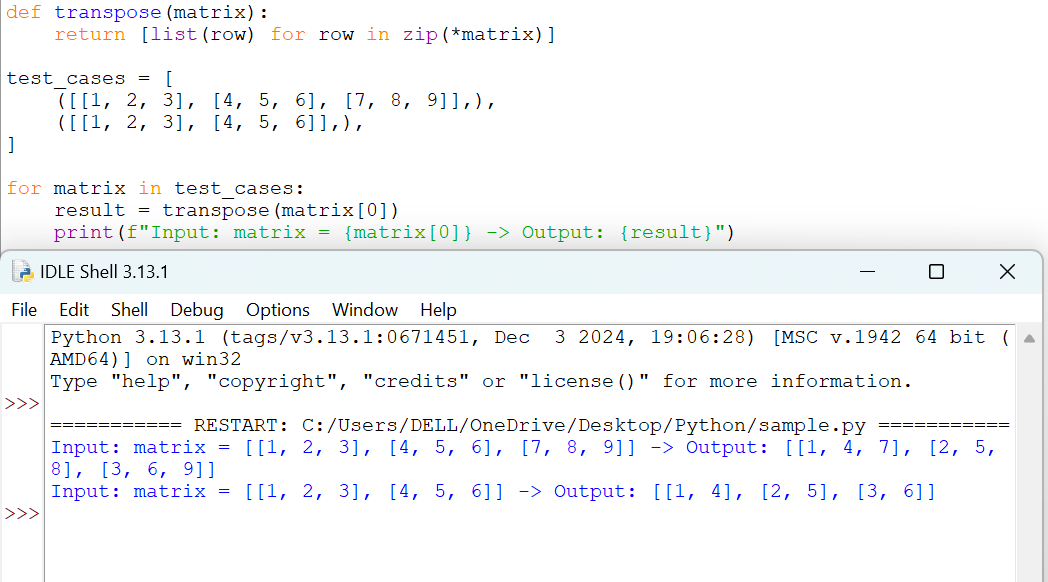 def transpose(matrix):
    return [list(row) for row in zip(*matrix)]

test_cases = [
    ([[1, 2, 3], [4, 5, 6], [7, 8, 9]],),
    ([[1, 2, 3], [4, 5, 6]],),
]

for matrix in test_cases:
    result = transpose(matrix[0])
    print(f"Input: matrix = {matrix[0]} -> Output: {result}")
IDLE Shell 3.13.1
File Edit Shell Debug Options Window Help
Python 3.13.1 (tags/v3.13.1:0671451, Dec  3 2024, 19:06:28) [MSC v.1942 64 bit (
AMD64)] on win32
Type "help", "copyright", "credits" or "license()" for more information.
>>>
=========== RESTART: C:/Users/DELL/OneDrive/Desktop/Python/sample.py ===========
Input: matrix = [[1, 2, 3], [4, 5, 6], [7, 8, 9]] -> Output: [[1, 4, 7], [2, 5,
8], [3, 6, 9]]
Input: matrix = [[1, 2, 3], [4, 5, 6]] -> Output: [[1, 4], [2, 5], [3, 6]]
>>>